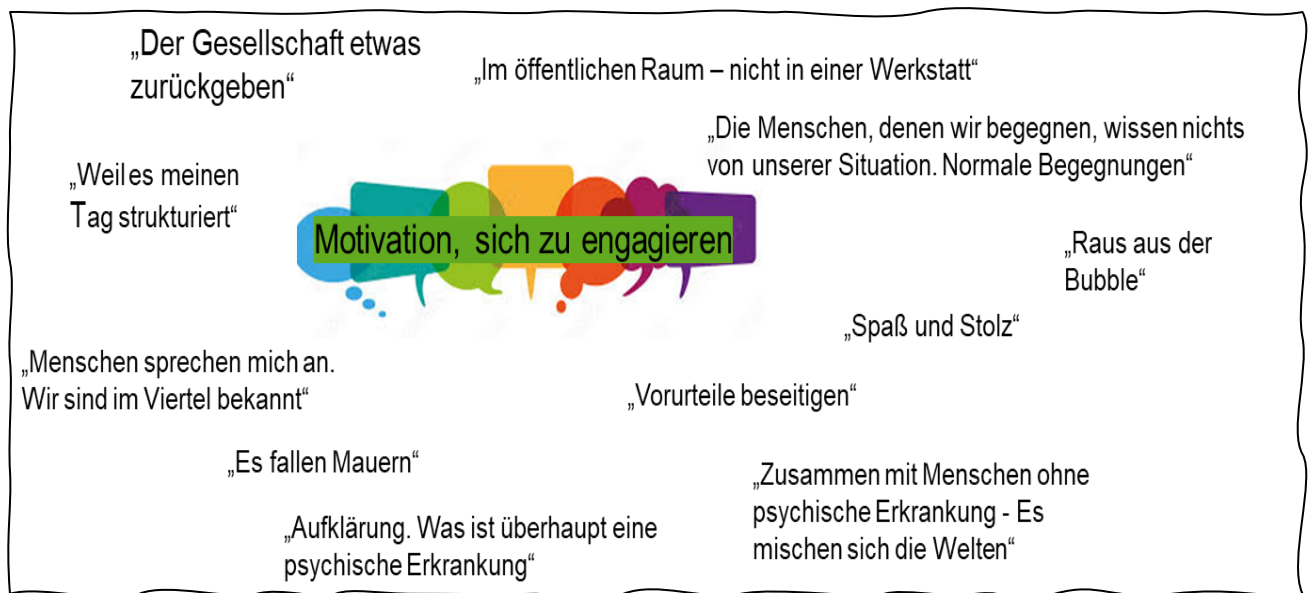 „Der Gesellschaft etwas
zurückgeben“
„Im öffentlichen Raum – nicht in einer Werkstatt“
„Die Menschen, denen wir begegnen, wissen nichts
von unserer Situation. Normale Begegnungen“
„Weil es meinen
Tag strukturiert“
Motivation, sich zu engagieren
„Raus aus der
Bubble“
„Spaß und Stolz“
„Menschen sprechen mich an.
Wir sind im Viertel bekannt“
„Vorurteile beseitigen“
„Es fallen Mauern“
„Zusammen mit Menschen ohne
psychische Erkrankung - Es
mischen sich die Welten“
„Aufklärung. Was ist überhaupt eine
psychische Erkrankung“